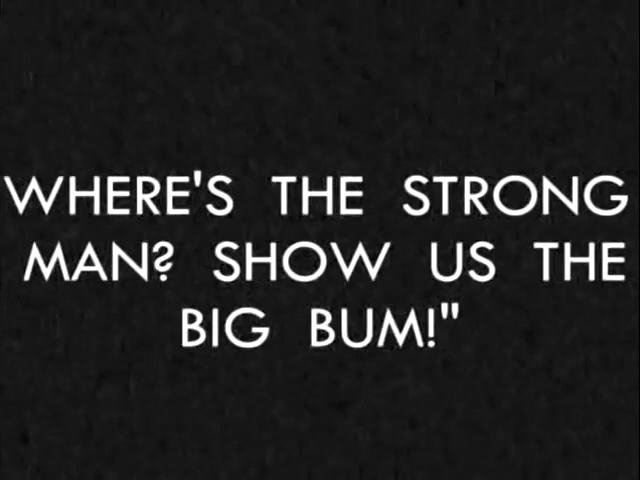 WHERE'S THE STRONG
MAN? SHOW US THE
BIG BUM!"